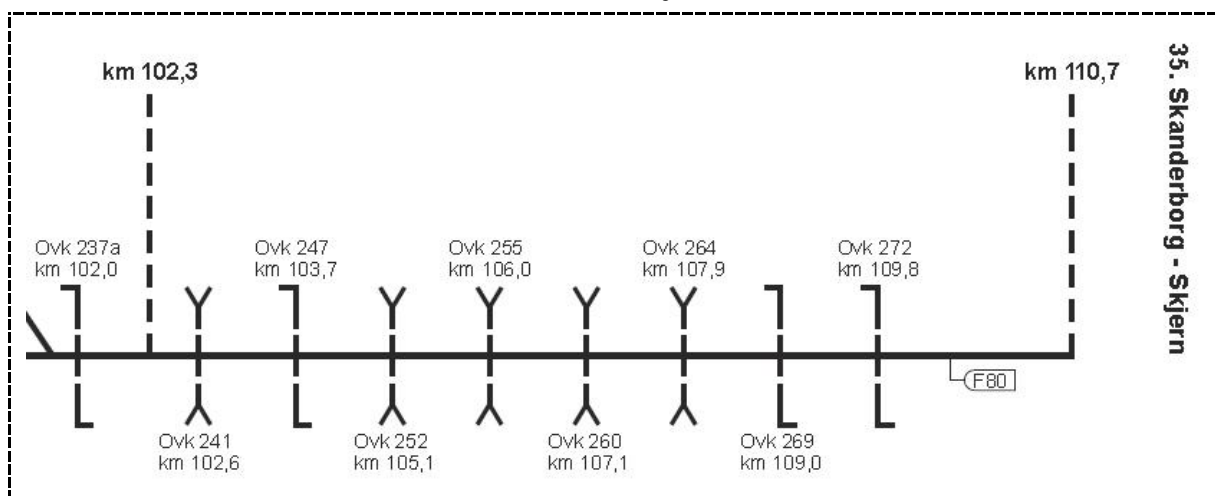 km 102,3
km 110,7
35. Skanderborg - Skjern
Ovk 237a
km 102,0
Ovk 247
km 103,7
Ovk 255
km 106,0
Ovk 264
km 107,9
Ovk 272
km 109,8
F80
Ovk 241
km 102,6
Ovk 252
km 105,1
Ovk 260
km 107,1
Ovk 269
km 109,0